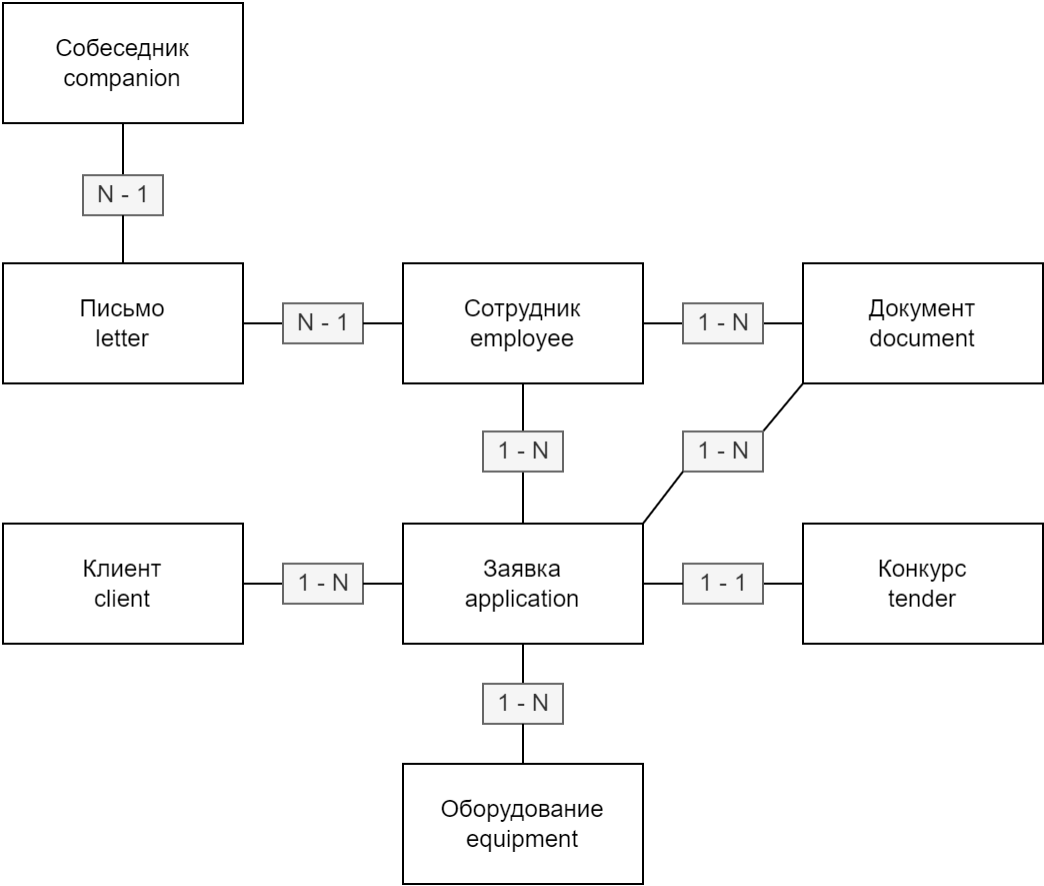 Собеседник
companion
N - 1
Письмо
letter
N - 1
Сотрудник
employee
1 - N
Документ
document
1 - N
1 - N
Клиент
client
1 - N
Заявка
application
1 - 1
Конкурс
tender
1 - N
Оборудование
equipment